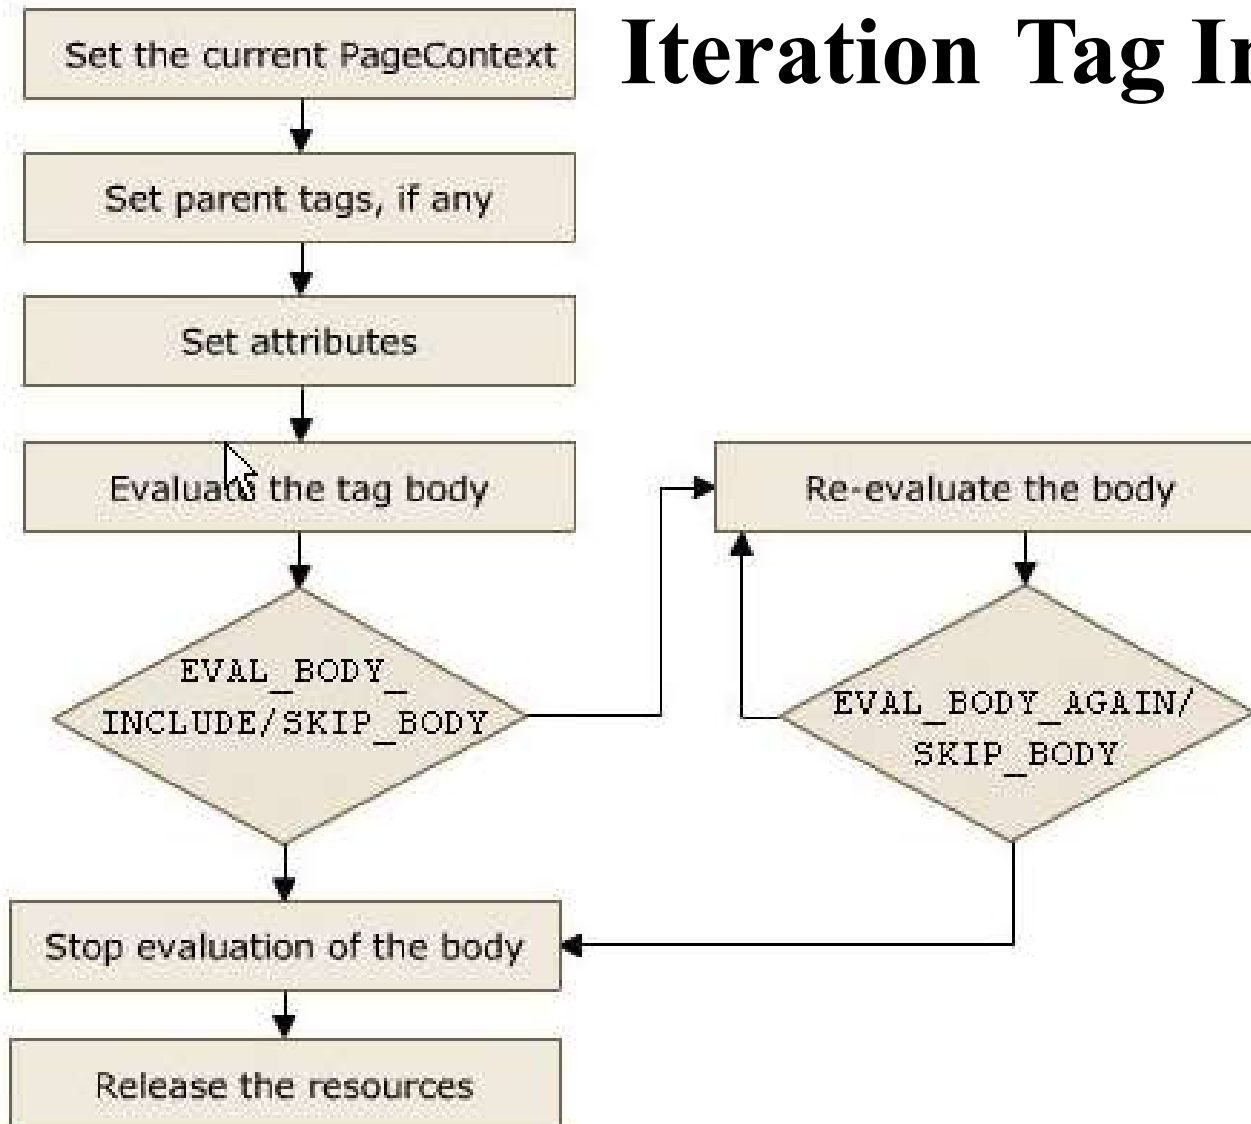 Iteration Tag
Set the current PageContext
Set parent tags, if any
Set attributes
Evaluate the tag body
Re-evaluate the body
EVAL_BODY_
INCLUDE/SKIP_BODY
EVAL_BODY_AGAIN/
SKIP_BODY
Stop evaluation of the body
Release the resources